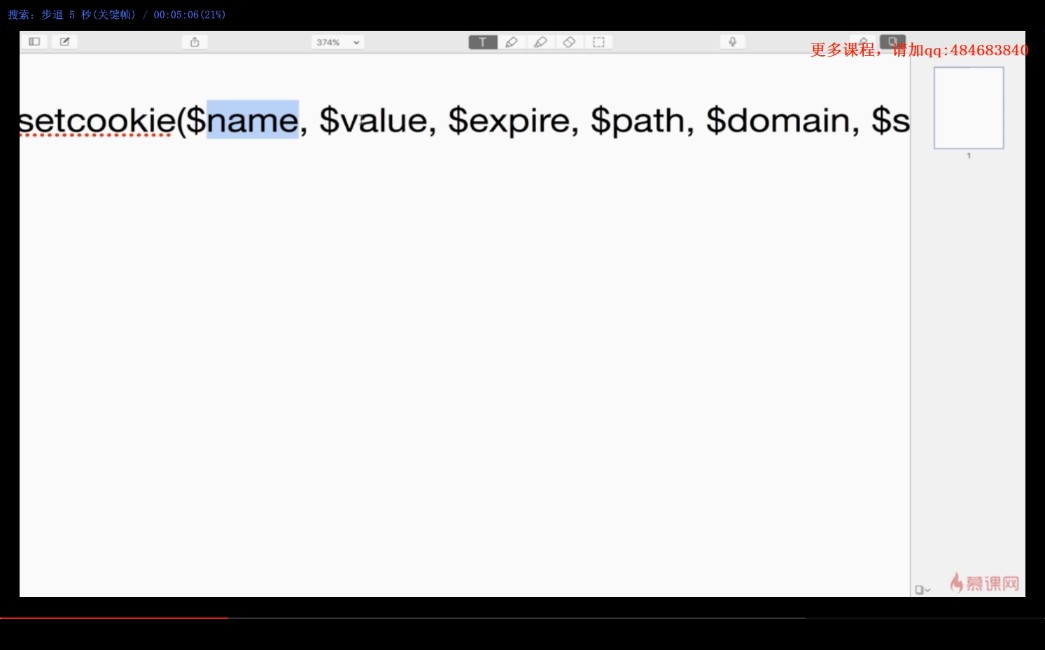 搜索: 步退 5 秒(关键帧) / 00:05:06(21%)
374%
T
更多课程，请加qq:484683840
setcookie($name, $value, $expire, $path, $domain, $s
1
慕课网